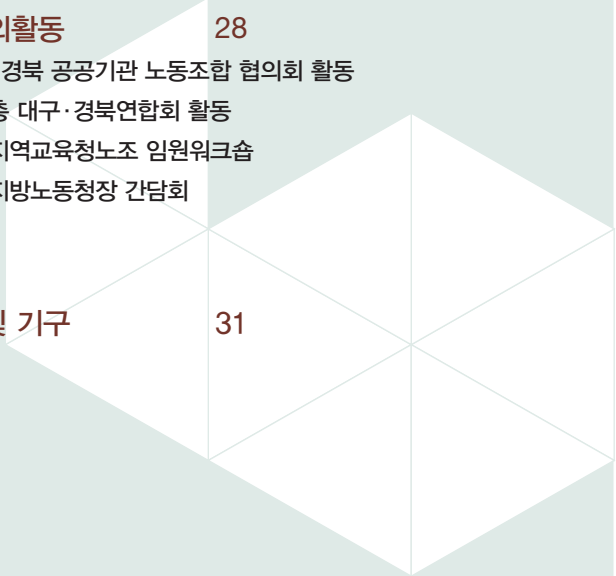 활동 28
경북 공공기관 노동조합 협의회 활동
대구·경북연합회 활동
지역교육청노조 임원워크숍
지방노동청장 간담회
및 기구 31